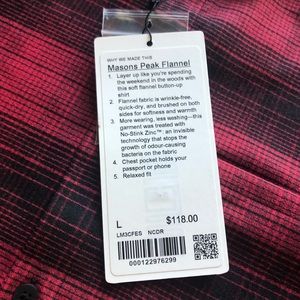 WHY WE MADE THIS
Masons Peak Flannel
1. Layer up like you're spending
the weekend in the woods with
this soft flannel button-up
shirt
2. Flannel fabric is wrinkle-free,
quick-dry, and brushed on both
sides for softness and warmth
3. More wearing, less washing—this
garment was treated with
No-Stink Zinc™: an invisible
technology that stops the
growth of odour-causing
bacteria on the fabric
4. Chest pocket holds your
passport or phone
5. Relaxed fit
L $118.00
LM3CFES NCDR
000122976299